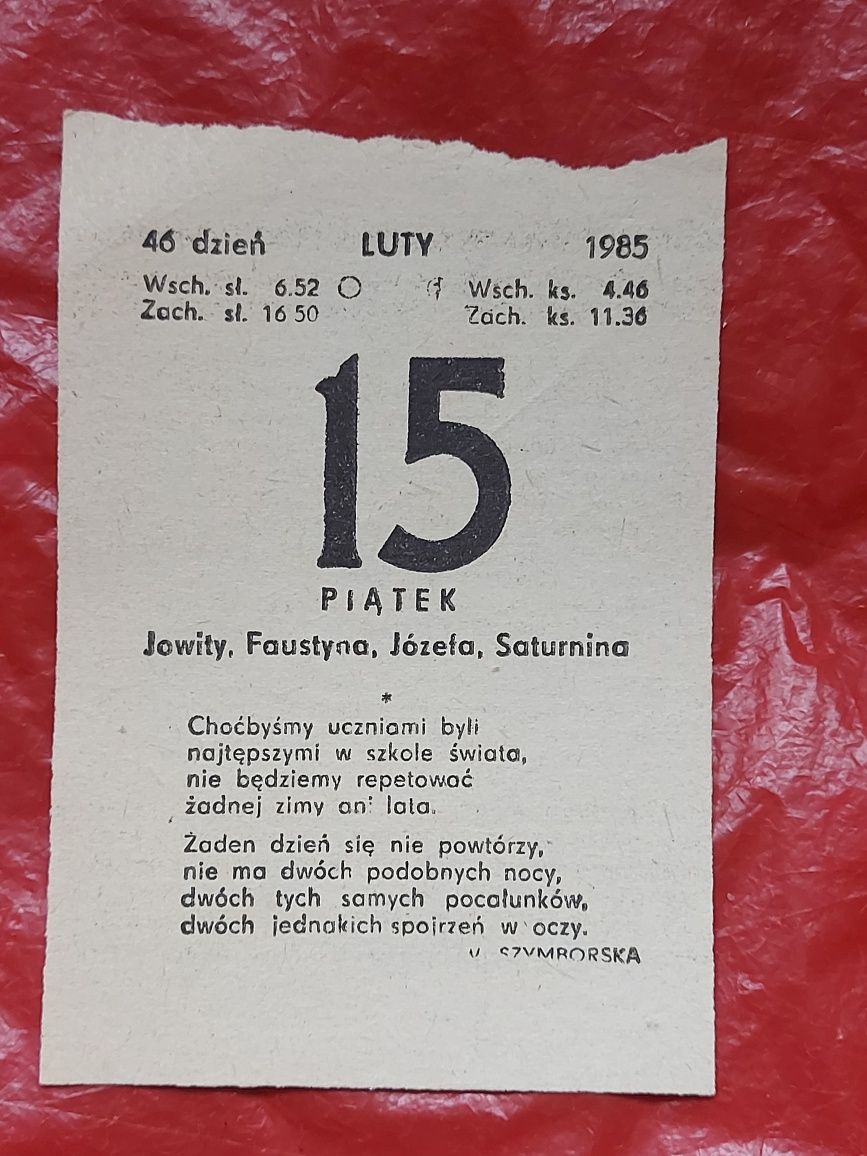 46 dzień LUTY 1985
Wsch. sł. 6.52 Wsch. ks. 4.46
Zach. sł. 16 50 Zach. ks. 11.36
15
PIĄTEK
Jowity, Faustyna, Józefa, Saturnina
*
Choćbyśmy uczniami byli
najtępszymi w szkole świata,
nie będziemy repetować
żadnej zimy ani lata.
Żaden dzień się nie powtórzy,
nie ma dwóch podobnych nocy,
dwóch tych samych pocałunków,
dwóch jednakich spojrzeń w oczy.
SZYMBORSKA